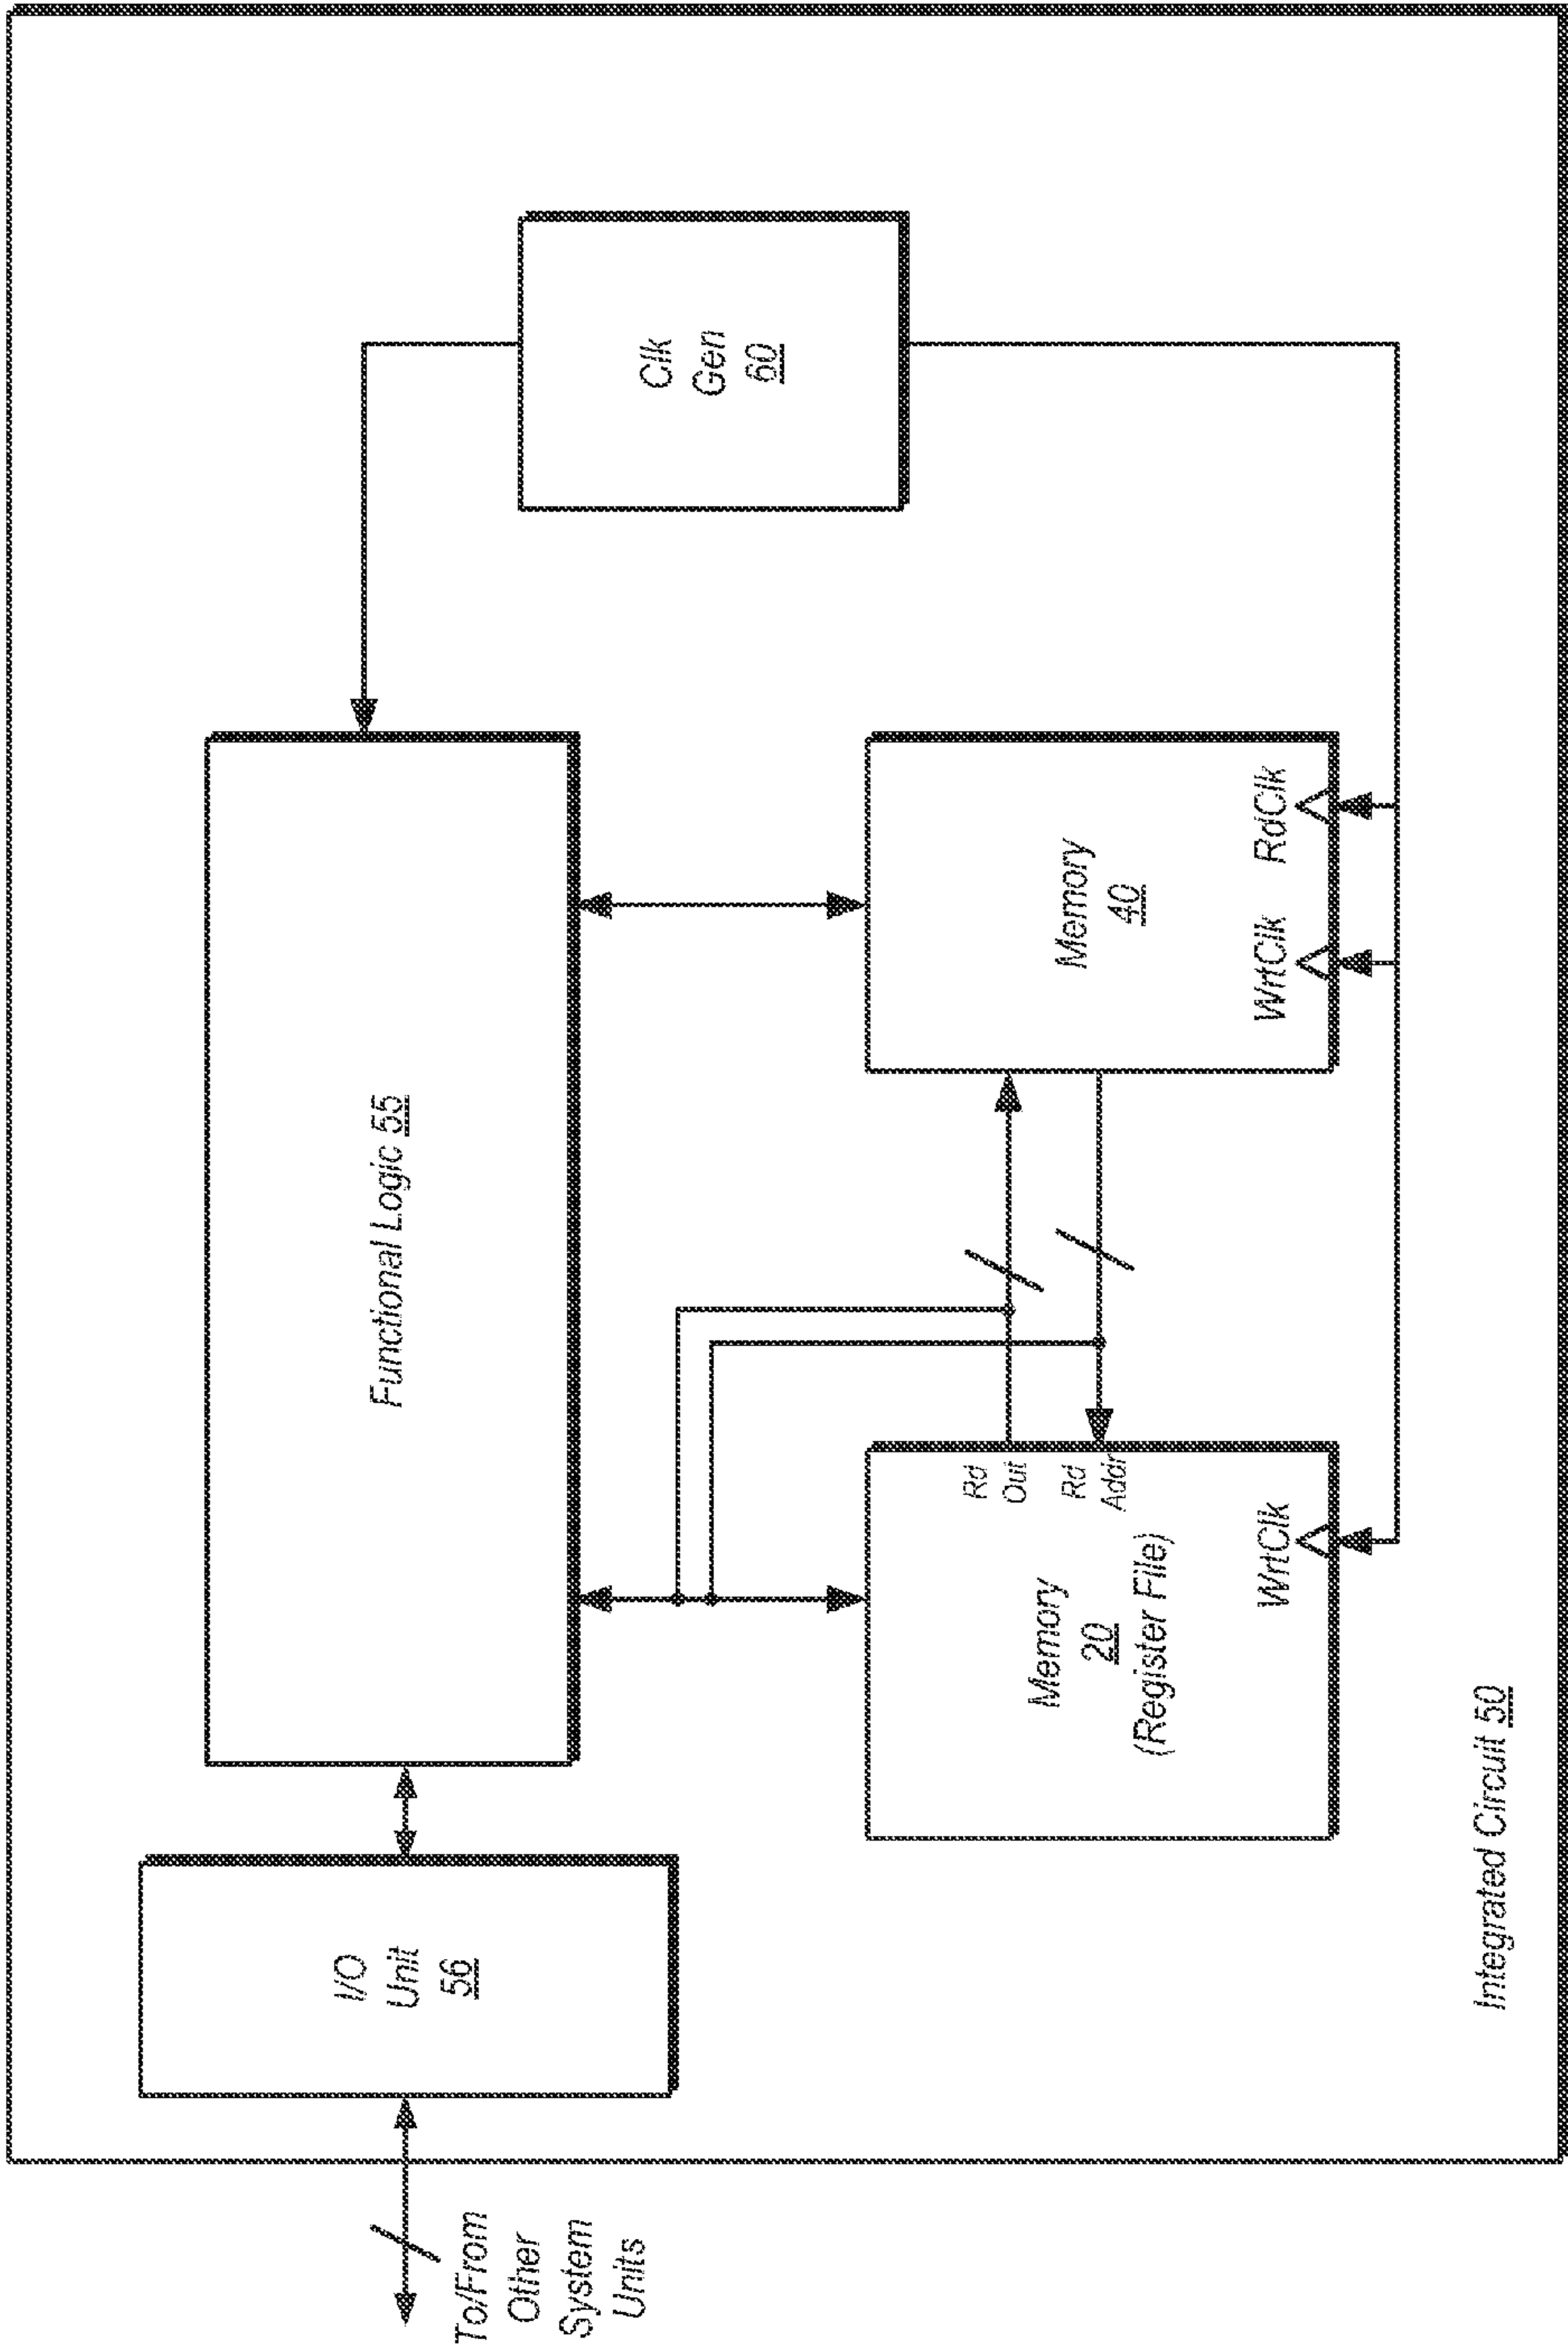 To/From
Other
System
Units
I/O
Unit
56
Functional Logic 55
Clk
Gen
60
Memory
20
(Register File)
Rd
Out
Rd
Addr
WrtClk
Memory
40
WrtClk
RdClk
Integrated Circuit 50